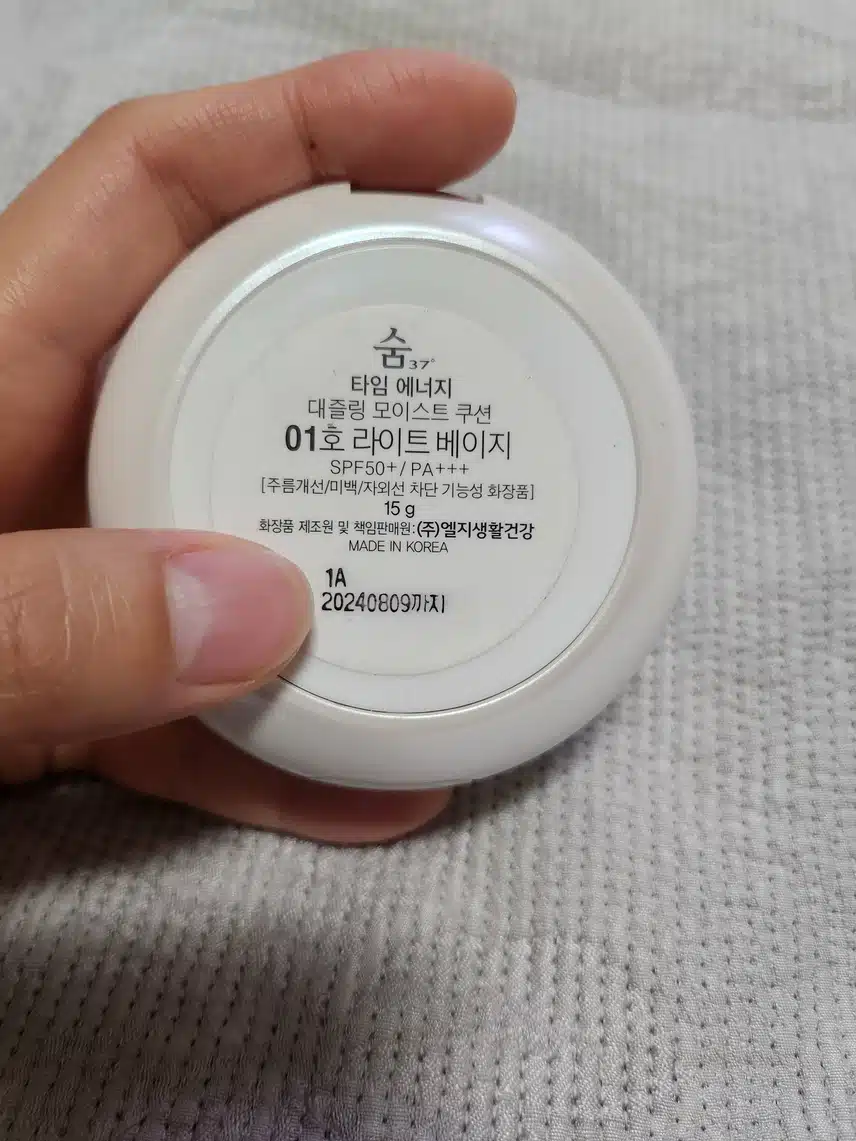 숨37°
타임 에너지
대즐링 모이스트 쿠션
01호 라이트 베이지
SPF50+/ PA+++
[주름개선/미백/자외선 차단 기능성 화장품]
15 g
화장품 제조원 및 책임판매원: (주)엘지생활건강
MADE IN KOREA
1A
20240809까지